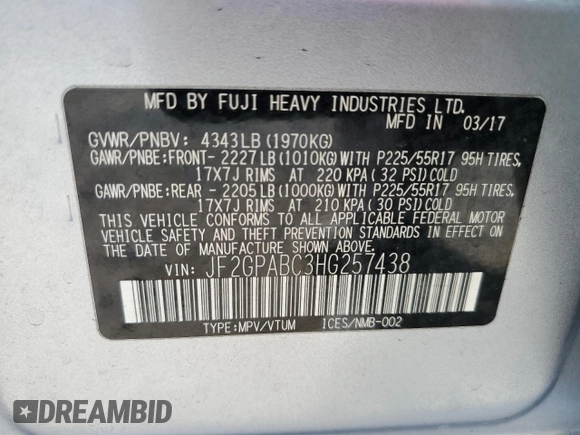 MFD BY FUJI HEAVY INDUSTRIES LTD.
MFD IN 03/17
GVWR/PNBV: 4343LB(1970KG)
GAWR/PNBE:FRONT- 2227LB(1010KG)WITH P225/55R17 95H TIRES,
17X7J RIMS AT 220 KPA(32 PSI)COLD
GAWR/PNBE:REAR - 2205LB(1000KG)WITH P225/55R17 95H TIRES,
17X7J RIMS AT 210 KPA(30 PSI)COLD
THIS VEHICLE CONFORMS TO ALL APPLICABLE FEDERAL MOTOR
VEHICLE SAFETY AND THEFT PREVENTION STANDARDS IN EFFECT ON
THE DATE OF MANUFACTURE SHOWN ABOVE.
VIN: JF2GPABC3HG257438
TYPE:MPV/VTUM ICES/NMB-002
DREAMBID